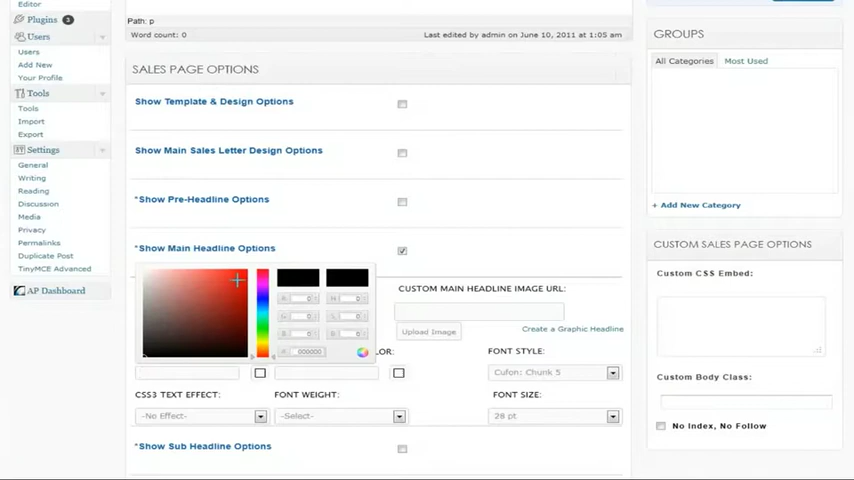 Editor
Plugins 3
Users
Users
Add New
Your Profile
Tools
Tools
Import
Export
Settings
General
Writing
Reading
Discussion
Media
Privacy
Permalinks
Duplicate Post
TinyMCE Advanced
AP Dashboard
Path: p
Word count: 0
Last edited by admin on June 10, 2011 at 1:05 am
SALES PAGE OPTIONS
Show Template & Design Options
Show Main Sales Letter Design Options
*Show Pre-Headline Options
*Show Main Headline Options
000000
CUSTOM MAIN HEADLINE IMAGE URL:
Upload Image
Create a Graphic Headline
LOR:
FONT STYLE:
Cufon: Chunk 5
CSS3 TEXT EFFECT:
FONT WEIGHT:
FONT SIZE:
-No Effect-
-Select-
28 pt
*Show Sub Headline Options
GROUPS
All Categories
Most Used
+ Add New Category
CUSTOM SALES PAGE OPTIONS
Custom CSS Embed:
Custom Body Class:
No Index, No Follow